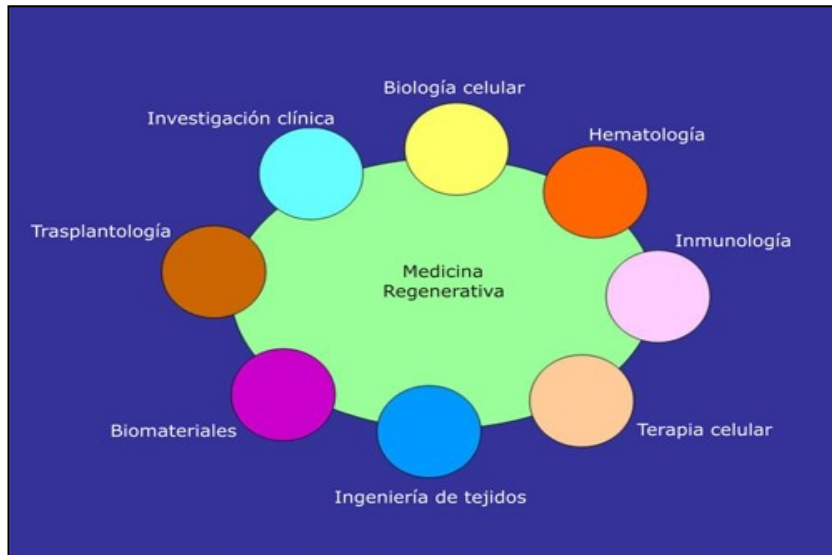 Biología celular
Investigación clínica
Hematología
Trasplantología
Inmunología
Medicina
Regenerativa
Biomateriales
Terapia celular
Ingeniería de tejidos